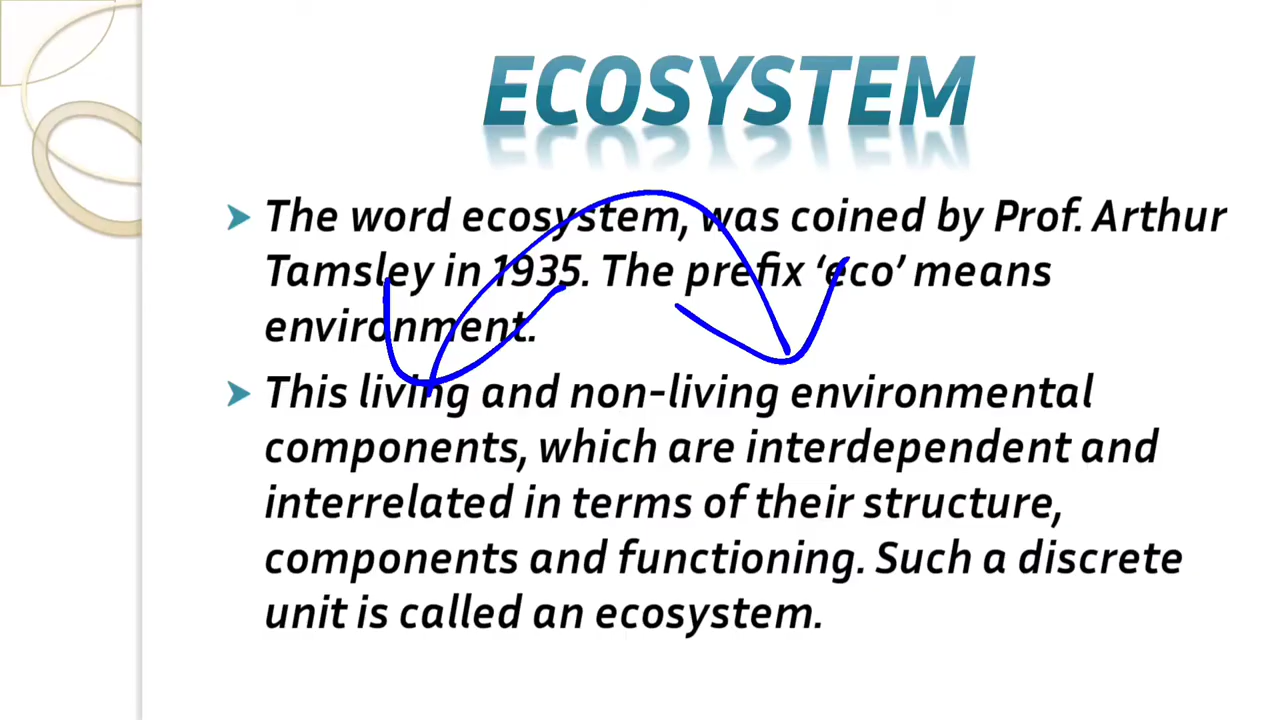 ECOSYSTEM
The word ecosystem, was coined by Prof. Arthur
Tamsley in 1935. The prefix ‘eco’ means
environment.
This living and non-living environmental
components, which are interdependent and
interrelated in terms of their structure,
components and functioning. Such a discrete
unit is called an ecosystem.